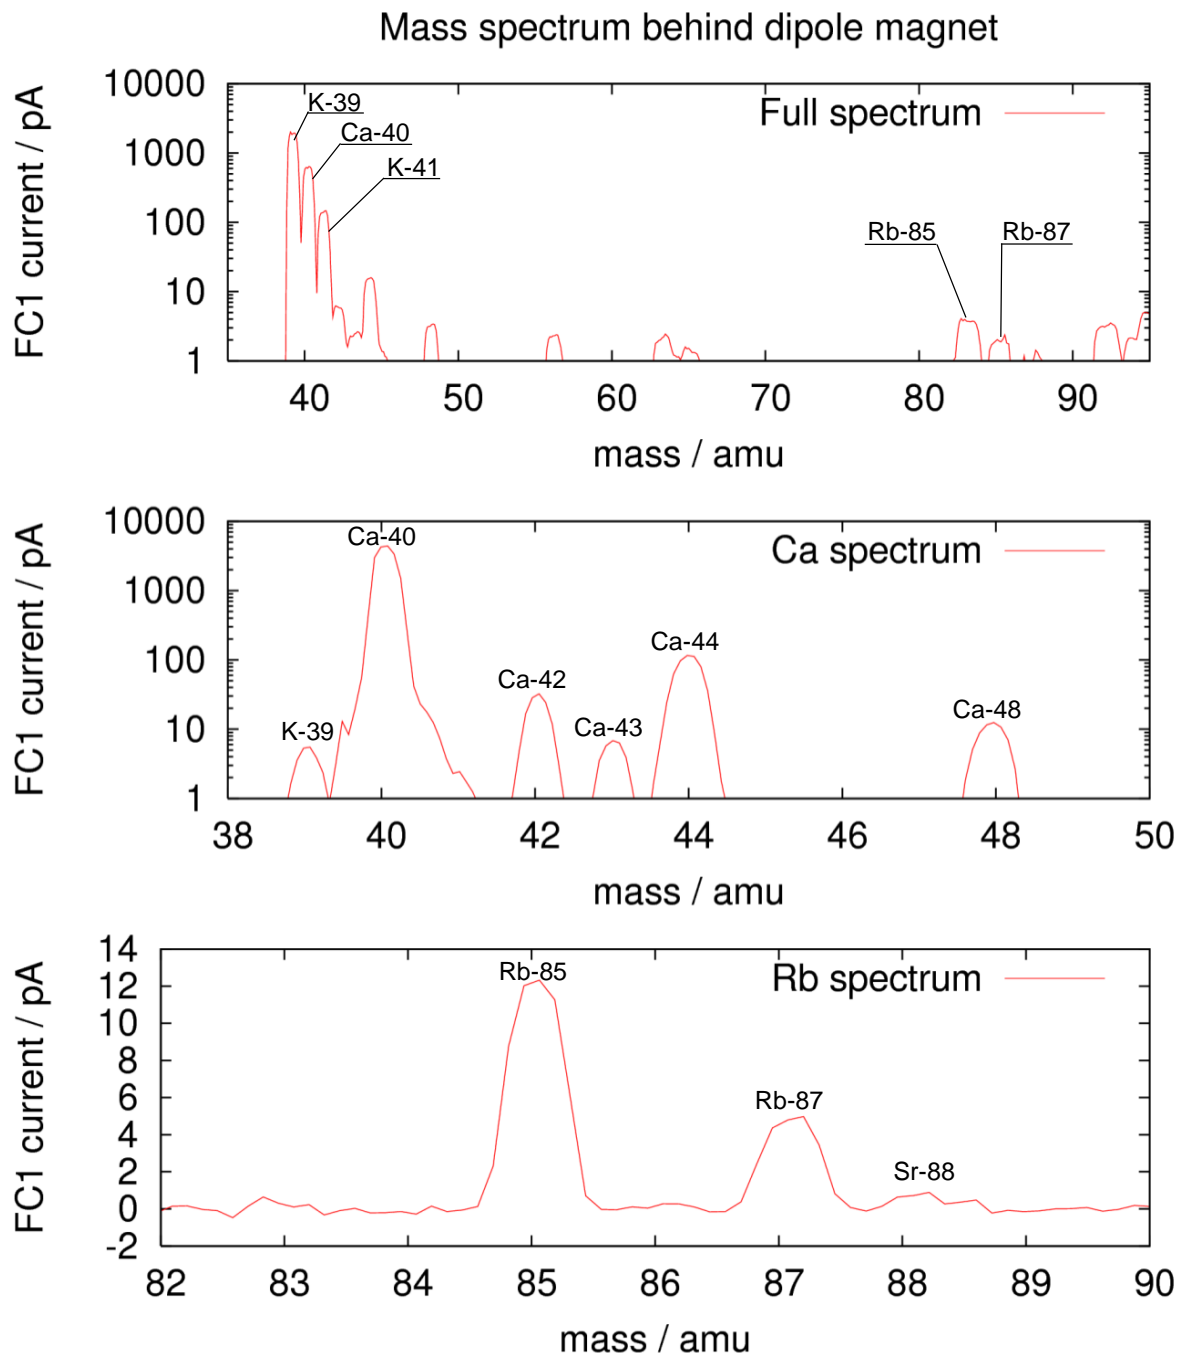 Mass spectrum behind dipole magnet
10000
1000
100
10
1
FC1 current / pA
K-39
Ca-40
K-41
Full spectrum
Rb-85
Rb-87
40 50 60 70 80 90
mass / amu
10000
1000
100
10
1
FC1 current / pA
Ca-40
Ca spectrum
Ca-44
Ca-42
Ca-43
Ca-48
K-39
38 40 42 44 46 48 50
mass / amu
14
12
10
8
6
4
2
0
-2
FC1 current / pA
Rb-85
Rb spectrum
Rb-87
Sr-88
82 83 84 85 86 87 88 89 90
mass / amu